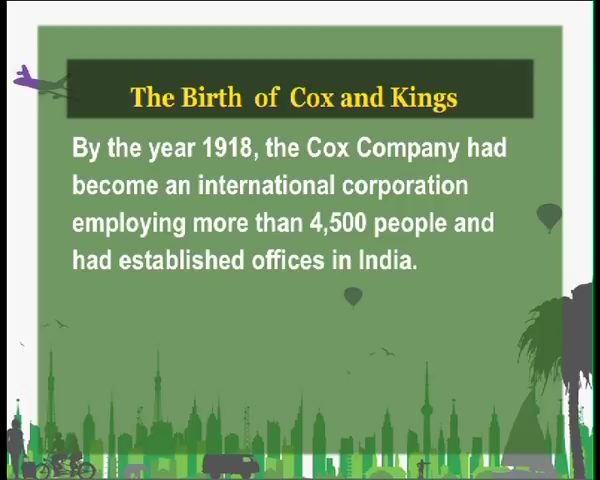 The Birth of Cox and Kings
By the year 1918, the Cox Company had
become an international corporation
employing more than 4,500 people and
had established offices in India.